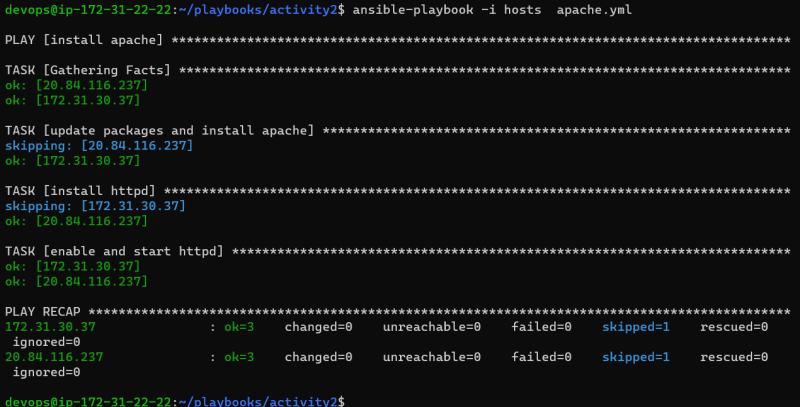 devops@ip-172-31-22-22:~/playbooks/activity2$ ansible-playbook -i hosts  apache.yml
PLAY [install apache] **********************************************************************************
TASK [Gathering Facts] *********************************************************************************
ok: [20.84.116.237]
ok: [172.31.30.37]
TASK [update packages and install apache] **************************************************************
skipping: [20.84.116.237]
ok: [172.31.30.37]
TASK [install httpd] ***********************************************************************************
skipping: [172.31.30.37]
ok: [20.84.116.237]
TASK [enable and start httpd] **************************************************************************
ok: [172.31.30.37]
ok: [20.84.116.237]
PLAY RECAP *********************************************************************************************
172.31.30.37               : ok=3    changed=0    unreachable=0    failed=0    skipped=1    rescued=0
 ignored=0
20.84.116.237              : ok=3    changed=0    unreachable=0    failed=0    skipped=1    rescued=0
 ignored=0
devops@ip-172-31-22-22:~/playbooks/activity2$